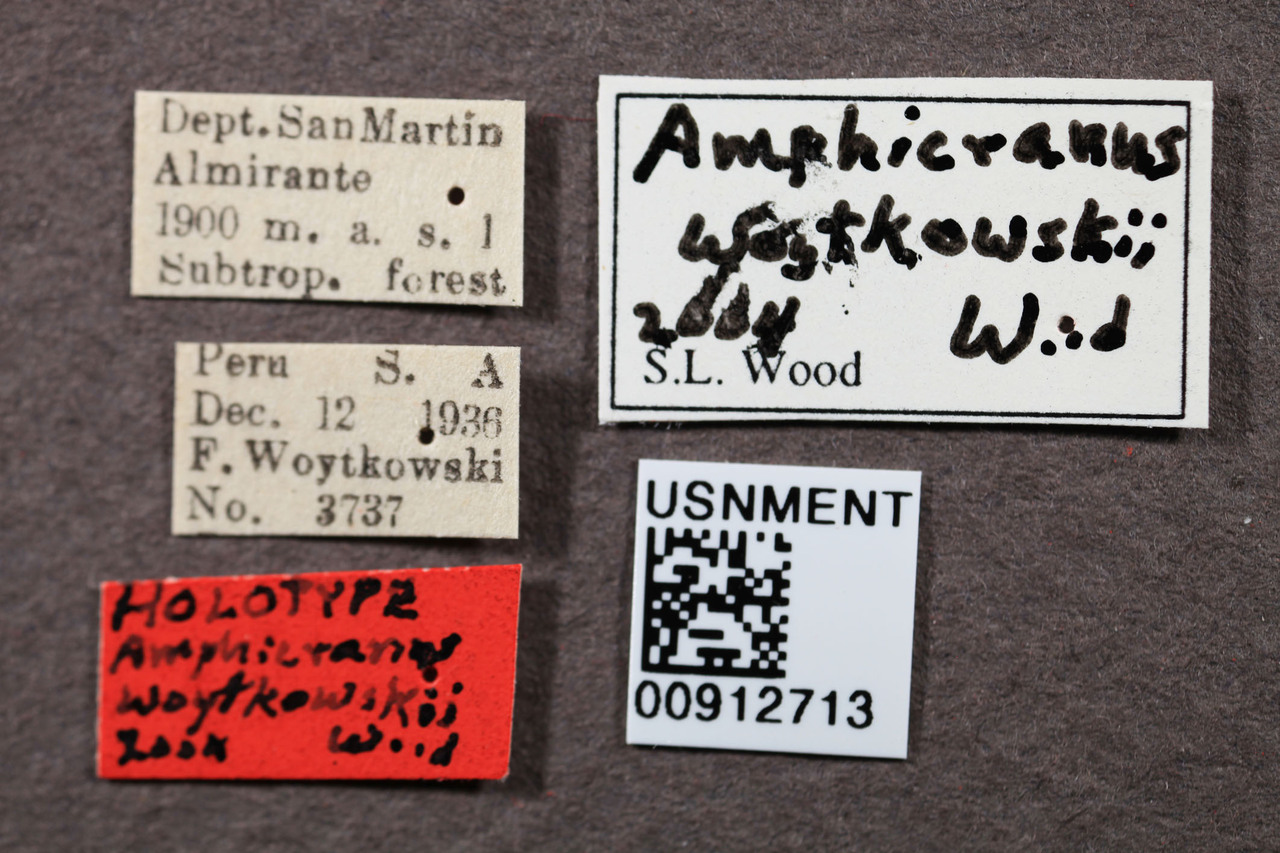 Dept. San Martin
Almirante
1900 m. a. s. l
Subtrop. forest
Peru S. A
Dec. 12 1936
F. Woytkowski
No. 3737
HOLOTYPE
Amphicranus
woytkowskii
Wood
Amphicranus
woytkowskii
2004 Wood
S.L. Wood
USNMENT
00912713